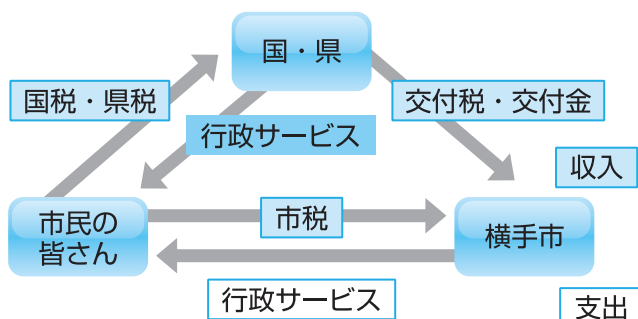 国・県
国税・県税
交付税・交付金
行政サービス
収入
市民の
皆さん
市税
横手市
行政サービス
支出